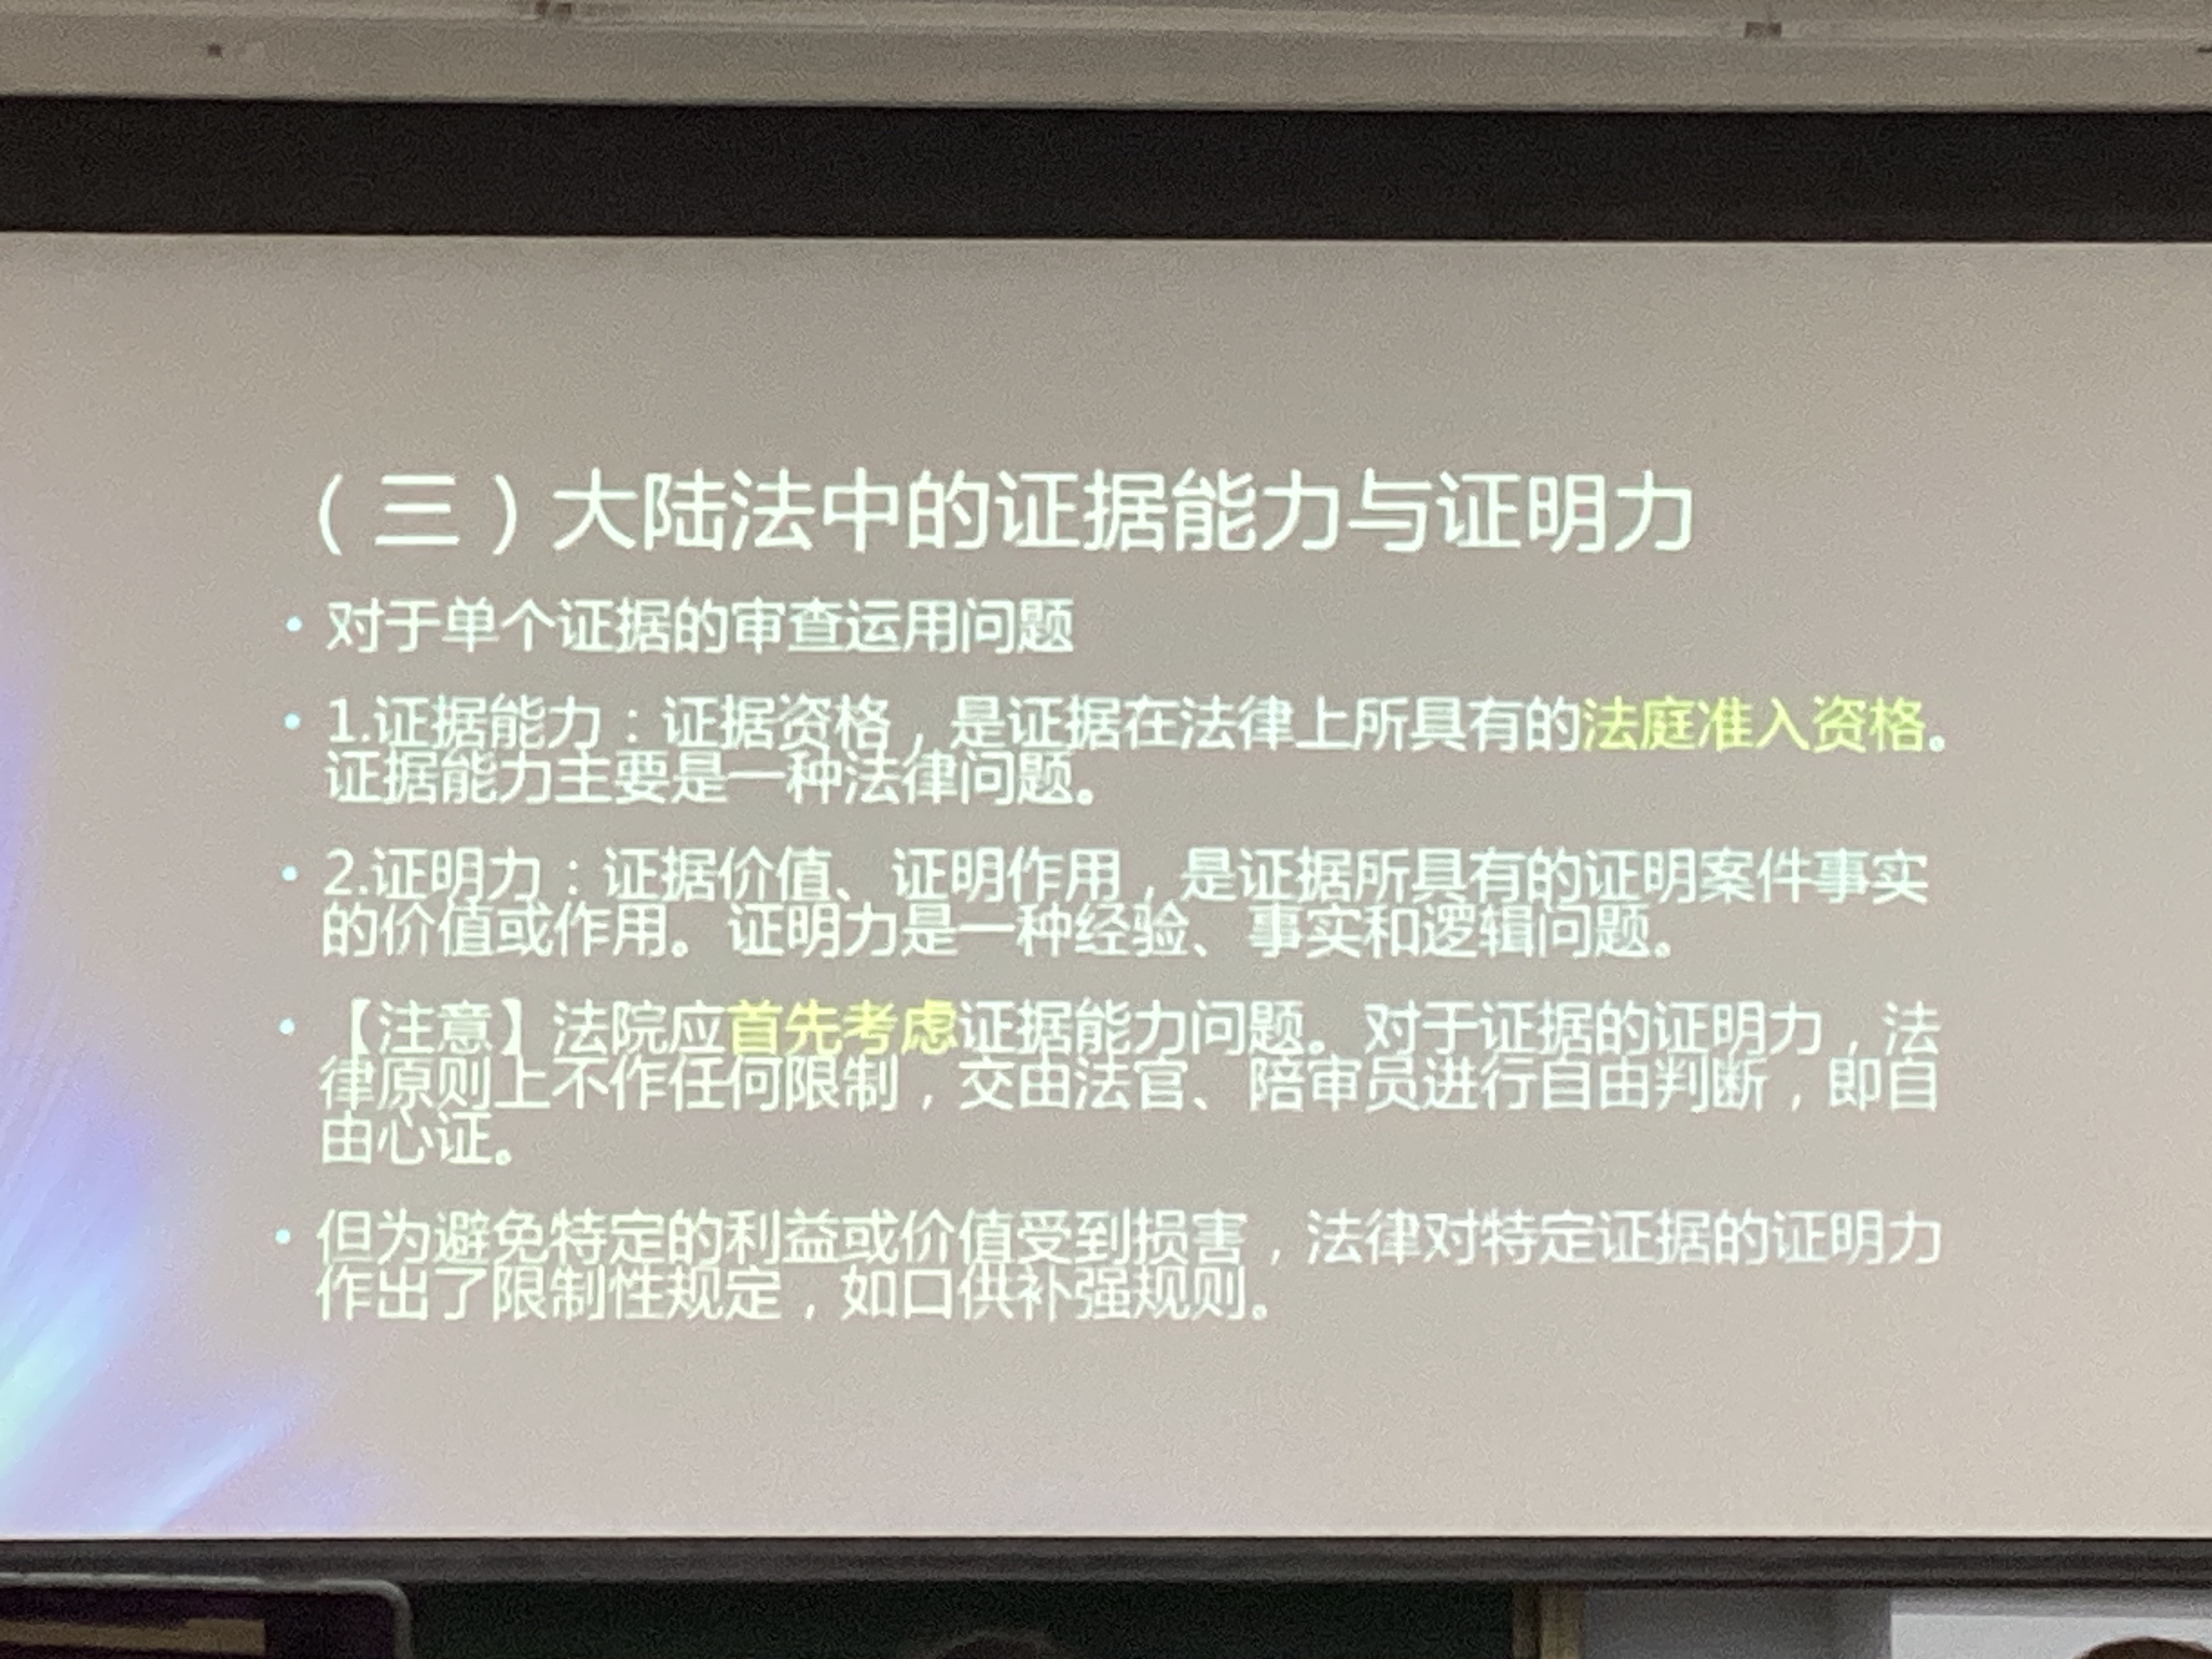 （三）大陆法中的证据能力与证明力
• 对于单个证据的审查运用问题
• 1.证据能力：证据资格，是证据在法律上所具有的法庭准入资格。
证据能力主要是一种法律问题。
• 2.证明力：证据价值、证明作用，是证据所具有的证明案件事实
的价值或作用。证明力是一种经验、事实和逻辑问题。
• 【注意】法院应首先考虑证据能力问题。对于证据的证明力，法
律原则上不作任何限制，交由法官、陪审员进行自由判断，即自
由心证。
• 但为避免特定的利益或价值受到损害，法律对特定证据的证明力
作出了限制性规定，如口供补强规则。